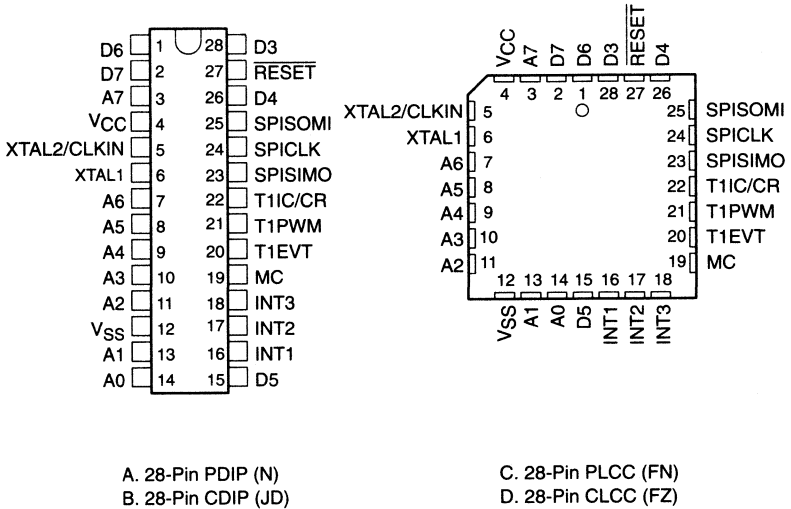 D6 1 28 D3
D7 2 27 RESET
A7 3 26 D4
VCC 4 25 SPISOMI
XTAL2/CLKIN 5 24 SPICLK
XTAL1 6 23 SPISIMO
A6 7 22 T1IC/CR
A5 8 21 T1PWM
A4 9 20 T1EVT
A3 10 19 MC
A2 11 18 INT3
VSS 12 17 INT2
A1 13 16 INT1
A0 14 15 D5
A. 28-Pin PDIP (N)
B. 28-Pin CDIP (JD)
VCC A7 D7 D6 D3 RESET D4
4 3 2 1 28 27 26
XTAL2/CLKIN 5 25 SPISOMI
XTAL1 6 24 SPICLK
A6 7 23 SPISIMO
A5 8 22 T1IC/CR
A4 9 21 T1PWM
A3 10 20 T1EVT
A2 11 19 MC
12 13 14 15 16 17 18
VSS A1 A0 D5 INT1 INT2 INT3
C. 28-Pin PLCC (FN)
D. 28-Pin CLCC (FZ)